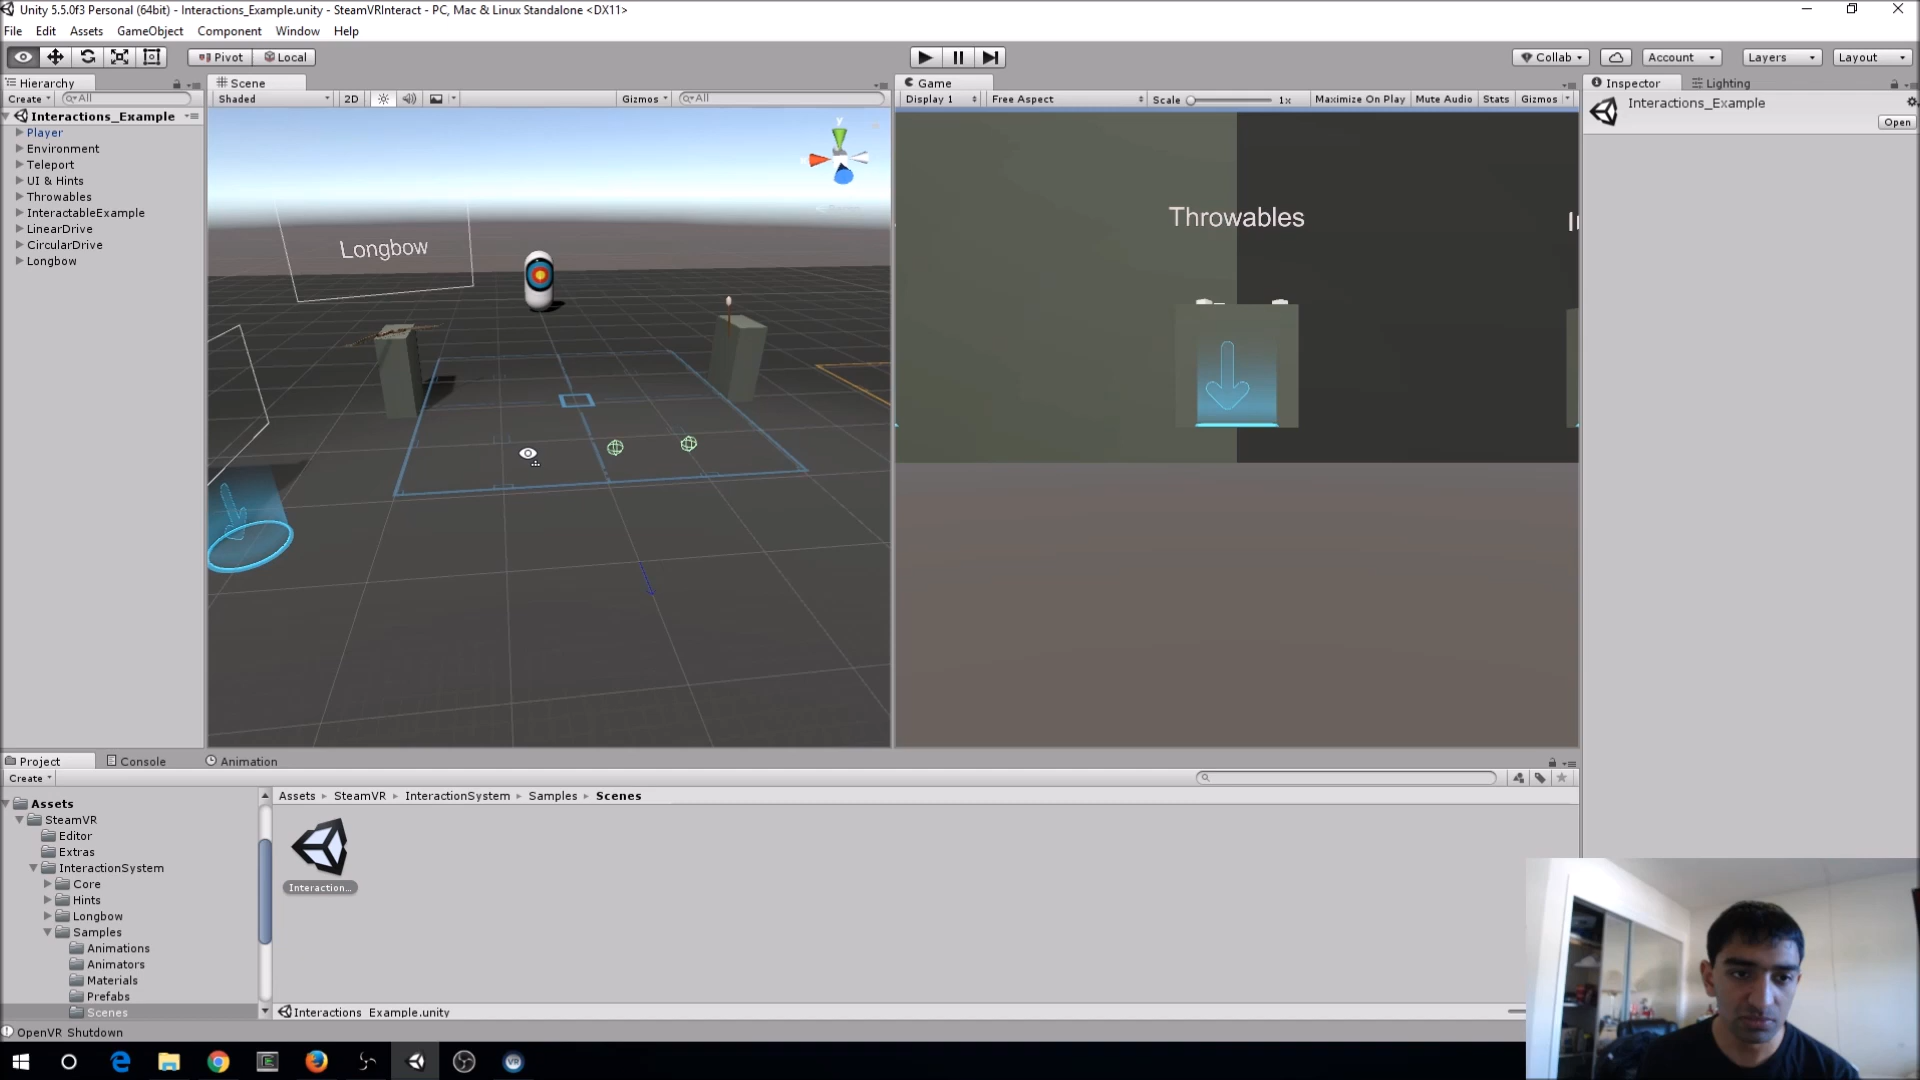 Unity 5.5.0f3 Personal (64bit) - Interactions_Example.unity - SteamVRInteract - PC, Mac & Linux Standalone <DX11>
File Edit Assets GameObject Component Window Help
Pivot Local Collab Account Layers Layout
Hierarchy
Create All
Interactions_Example
Player
Environment
Teleport
UI & Hints
Throwables
InteractableExample
LinearDrive
CircularDrive
Longbow
Scene
Shaded 2D Gizmos All
y
Longbow
Game
Display 1 Free Aspect Scale 1x Maximize On Play Mute Audio Stats Gizmos
Throwables
Inspector Lighting
Interactions_Example
Open
Project Console Animation
Create
Assets
SteamVR
Editor
Extras
InteractionSystem
Core
Hints
Longbow
Samples
Animations
Animators
Materials
Prefabs
Scenes
Assets ▸ SteamVR ▸ InteractionSystem ▸ Samples ▸ Scenes
Interaction...
Interactions_Example.unity
OpenVR Shutdown